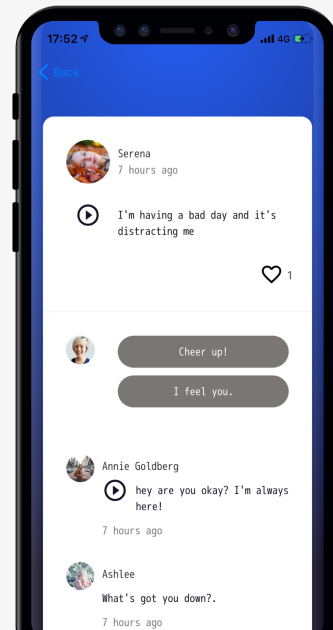 17:52
4G
Back
Serena
7 hours ago
I'm having a bad day and it's
distracting me
1
Cheer up!
I feel you.
Annie Goldberg
hey are you okay? I'm always
here!
7 hours ago
Ashlee
What's got you down?.
7 hours ago